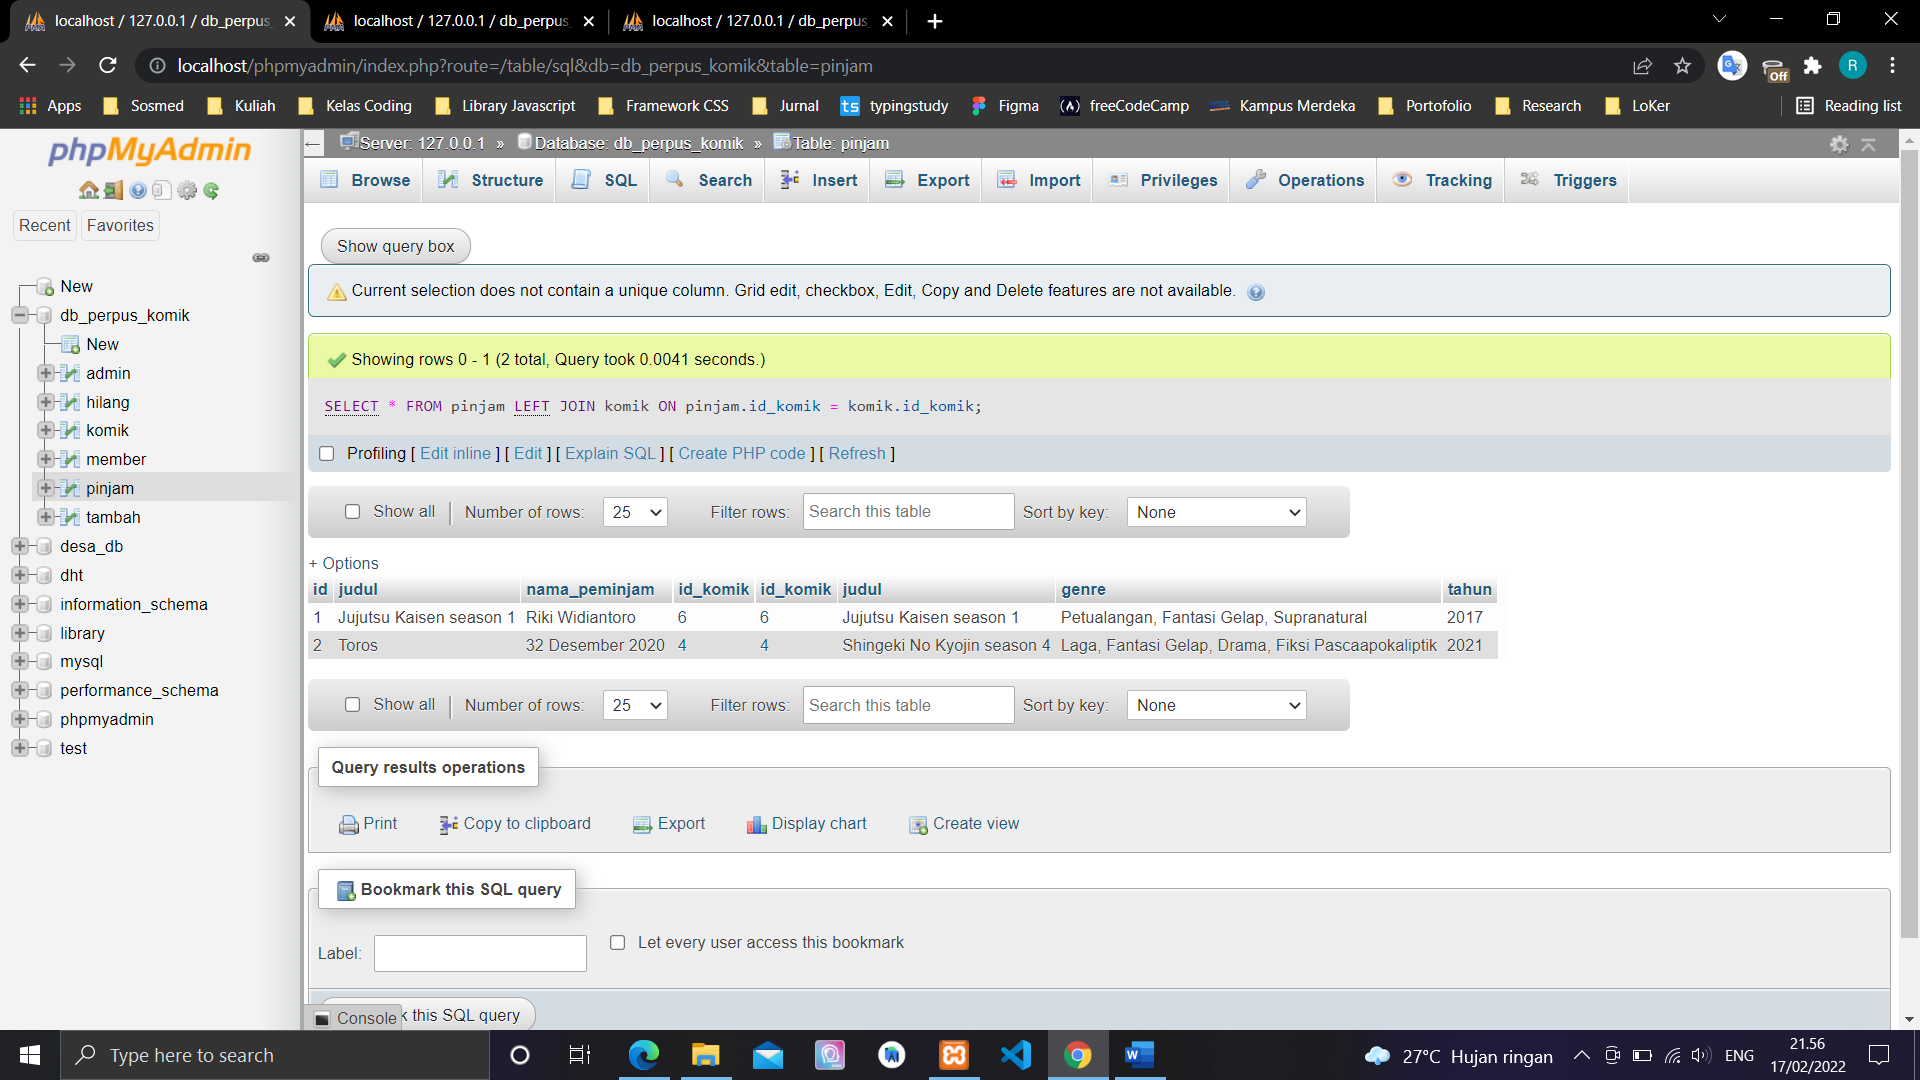 localhost / 127.0.0.1 / db_perpus
localhost / 127.0.0.1 / db_perpus
localhost / 127.0.0.1 / db_perpus
localhost/phpmyadmin/index.php?route=/table/sql&db=db_perpus_komik&table=pinjam
Off
R
Apps Sosmed Kuliah Kelas Coding Library Javascript Framework CSS Jurnal ts typingstudy Figma freeCodeCamp Kampus Merdeka Portofolio Research LoKer Reading list
phpMyAdmin
Recent Favorites
New
db_perpus_komik
New
admin
hilang
komik
member
pinjam
tambah
desa_db
dht
information_schema
library
mysql
performance_schema
phpmyadmin
test
Server: 127.0.0.1 » Database: db_perpus_komik » Table: pinjam
Browse Structure SQL Search Insert Export Import Privileges Operations Tracking Triggers
Show query box
Current selection does not contain a unique column. Grid edit, checkbox, Edit, Copy and Delete features are not available.
Showing rows 0 - 1 (2 total, Query took 0.0041 seconds.)
SELECT * FROM pinjam LEFT JOIN komik ON pinjam.id_komik = komik.id_komik;
Profiling [ Edit inline ] [ Edit ] [ Explain SQL ] [ Create PHP code ] [ Refresh ]
Show all Number of rows: 25 Filter rows: Search this table Sort by key: None
+ Options
id judul nama_peminjam id_komik id_komik judul genre tahun
1 Jujutsu Kaisen season 1 Riki Widiantoro 6 6 Jujutsu Kaisen season 1 Petualangan, Fantasi Gelap, Supranatural 2017
2 Toros 32 Desember 2020 4 4 Shingeki No Kyojin season 4 Laga, Fantasi Gelap, Drama, Fiksi Pascaapokaliptik 2021
Show all Number of rows: 25 Filter rows: Search this table Sort by key: None
Query results operations
Print Copy to clipboard Export Display chart Create view
Bookmark this SQL query
Label: Let every user access this bookmark
Console k this SQL query
Type here to search
27°C Hujan ringan
ENG
21.56
17/02/2022